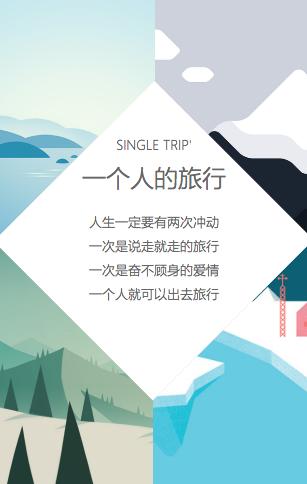 SINGLE TRIP'
一个人的旅行
人生一定要有两次冲动
一次是说走就走的旅行
一次是奋不顾身的爱情
一个人就可以出去旅行